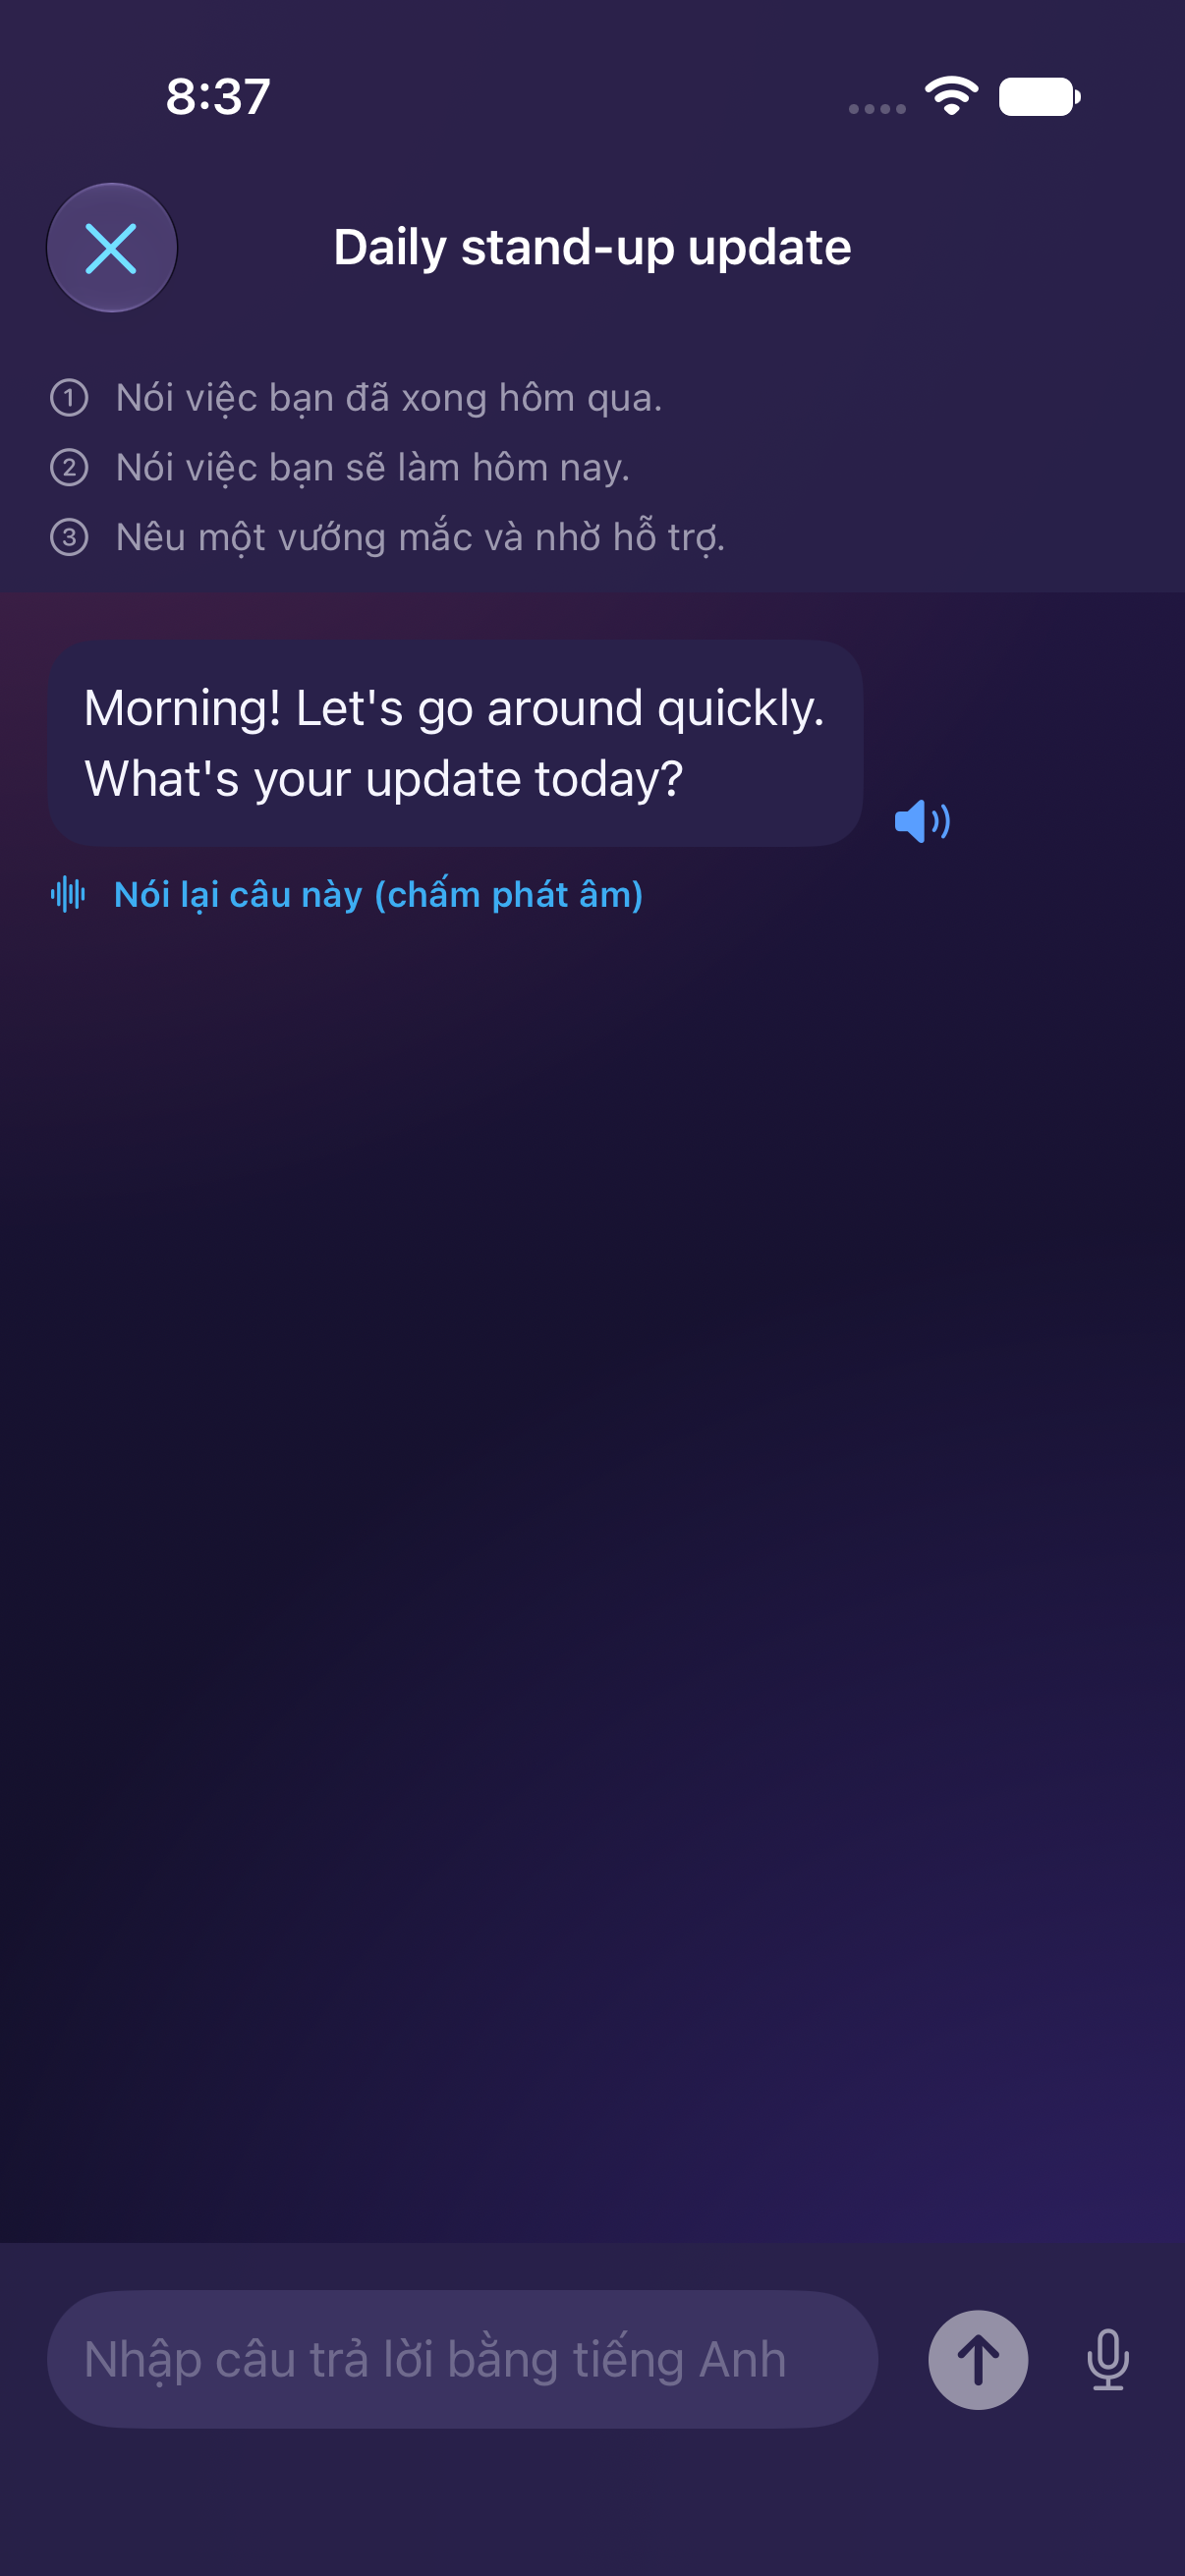 8:37
Daily stand-up update
1 Nói việc bạn đã xong hôm qua.
2 Nói việc bạn sẽ làm hôm nay.
3 Nêu một vướng mắc và nhờ hỗ trợ.
Morning! Let's go around quickly.
What's your update today?
Nói lại câu này (chấm phát âm)
Nhập câu trả lời bằng tiếng Anh